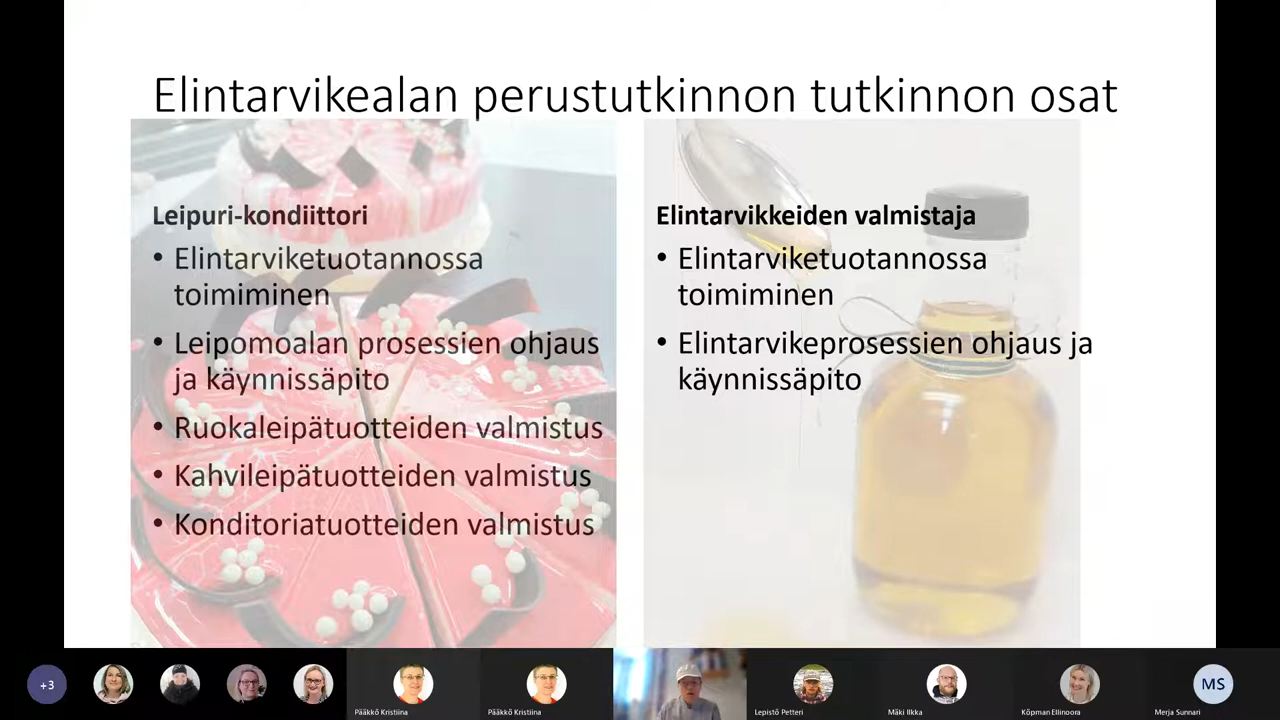 Elintarvikealan perustutkinnon tutkinnon osat
Leipuri-kondiittori
• Elintarviketuotannossa
toimiminen
• Leipomoalan prosessien ohjaus
ja käynnissäpito
• Ruokaleipätuotteiden valmistus
• Kahvileipätuotteiden valmistus
• Konditoriatuotteiden valmistus
Elintarvikkeiden valmistaja
• Elintarviketuotannossa
toimiminen
• Elintarvikeprosessien ohjaus ja
käynnissäpito
+3
Pääkkö Kristiina
Pääkkö Kristiina
Lepistö Petteri
Mäki Ilkka
Köpman Ellinoora
MS
Merja Sunnari